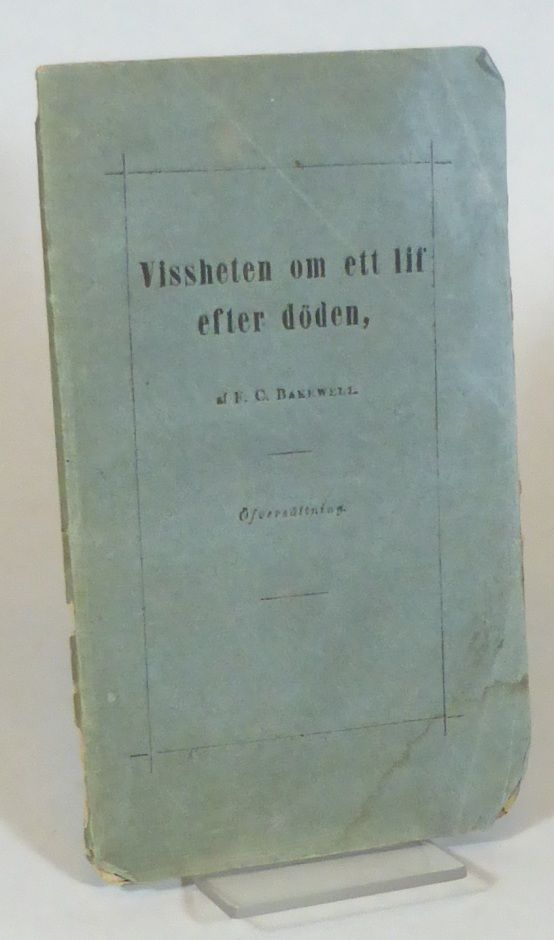 Vissheten om ett lif
efter döden,
af F. C. BAKEWELL.
Öfversättning.